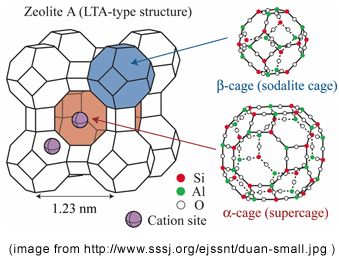 Zeolite A (LTA-type structure)
β-cage (sodalite cage)
Si
Al
O
1.23 nm
Cation site
α-cage (supercage)
(image from http://www.sssj.org/ejssnt/duan-small.jpg )